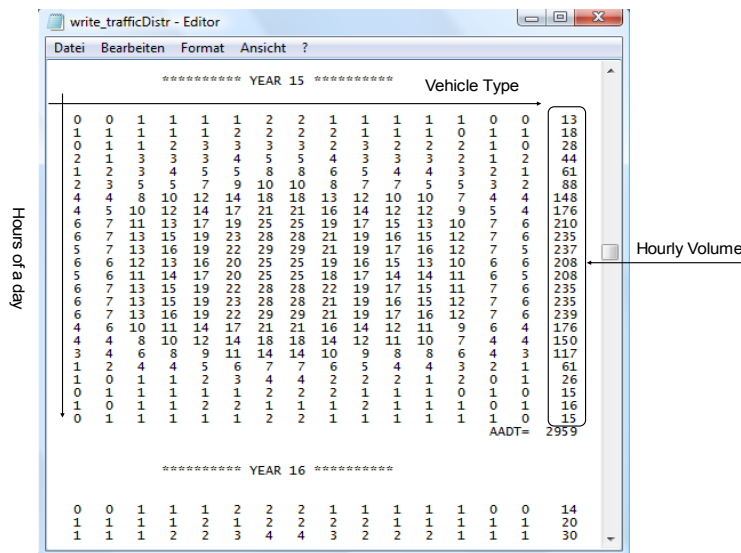 write_trafficDistr - Editor
Datei Bearbeiten Format Ansicht ?
********** YEAR 15 **********
Vehicle Type
0 0 1 1 1 1 2 2 1 1 1 1 1 0 0 13
1 1 1 1 1 2 2 2 2 1 1 1 0 1 1 18
0 1 1 2 3 3 3 3 2 3 2 2 2 1 0 28
2 1 3 3 3 4 5 5 4 3 3 3 2 1 2 44
1 2 3 4 5 5 8 8 6 5 4 4 3 2 1 61
2 3 5 5 7 9 10 10 8 7 7 5 5 3 2 88
4 4 8 10 12 14 18 18 13 12 10 10 7 4 4 148
4 5 10 12 14 17 21 21 16 14 12 12 9 5 4 176
6 7 11 13 17 19 25 25 19 17 15 13 10 7 6 210
6 7 13 15 19 23 28 28 21 19 16 15 12 7 6 235
5 7 13 16 19 22 29 29 21 19 17 16 12 7 5 237
6 6 12 13 16 20 25 25 19 16 15 13 10 6 6 208
5 6 11 14 17 20 25 25 18 17 14 14 11 6 5 208
6 7 13 15 19 22 28 28 22 19 17 15 11 7 6 235
6 7 13 15 19 23 28 28 21 19 16 15 12 7 6 235
6 7 13 16 19 22 29 29 21 19 17 16 12 7 6 239
4 6 10 11 14 17 21 21 16 14 12 11 9 6 4 176
4 4 8 10 12 14 18 18 14 12 11 10 7 4 4 150
3 4 6 8 9 11 14 14 10 9 8 8 6 4 3 117
1 2 4 4 5 6 7 7 6 5 4 4 3 2 1 61
1 0 1 1 2 3 4 4 2 2 2 1 2 0 1 26
0 1 1 1 1 1 2 2 2 1 1 1 0 1 0 15
1 0 1 1 2 2 1 1 1 2 1 1 1 0 1 16
0 1 1 1 1 1 2 2 1 1 1 1 1 1 0 15
AADT= 2959
********** YEAR 16 **********
0 0 1 1 1 2 2 2 1 1 1 1 1 0 0 14
1 1 1 1 2 1 2 2 2 2 1 1 1 1 1 20
1 1 1 2 2 3 4 4 3 2 2 2 1 1 1 30
Hours of a day
Hourly Volume